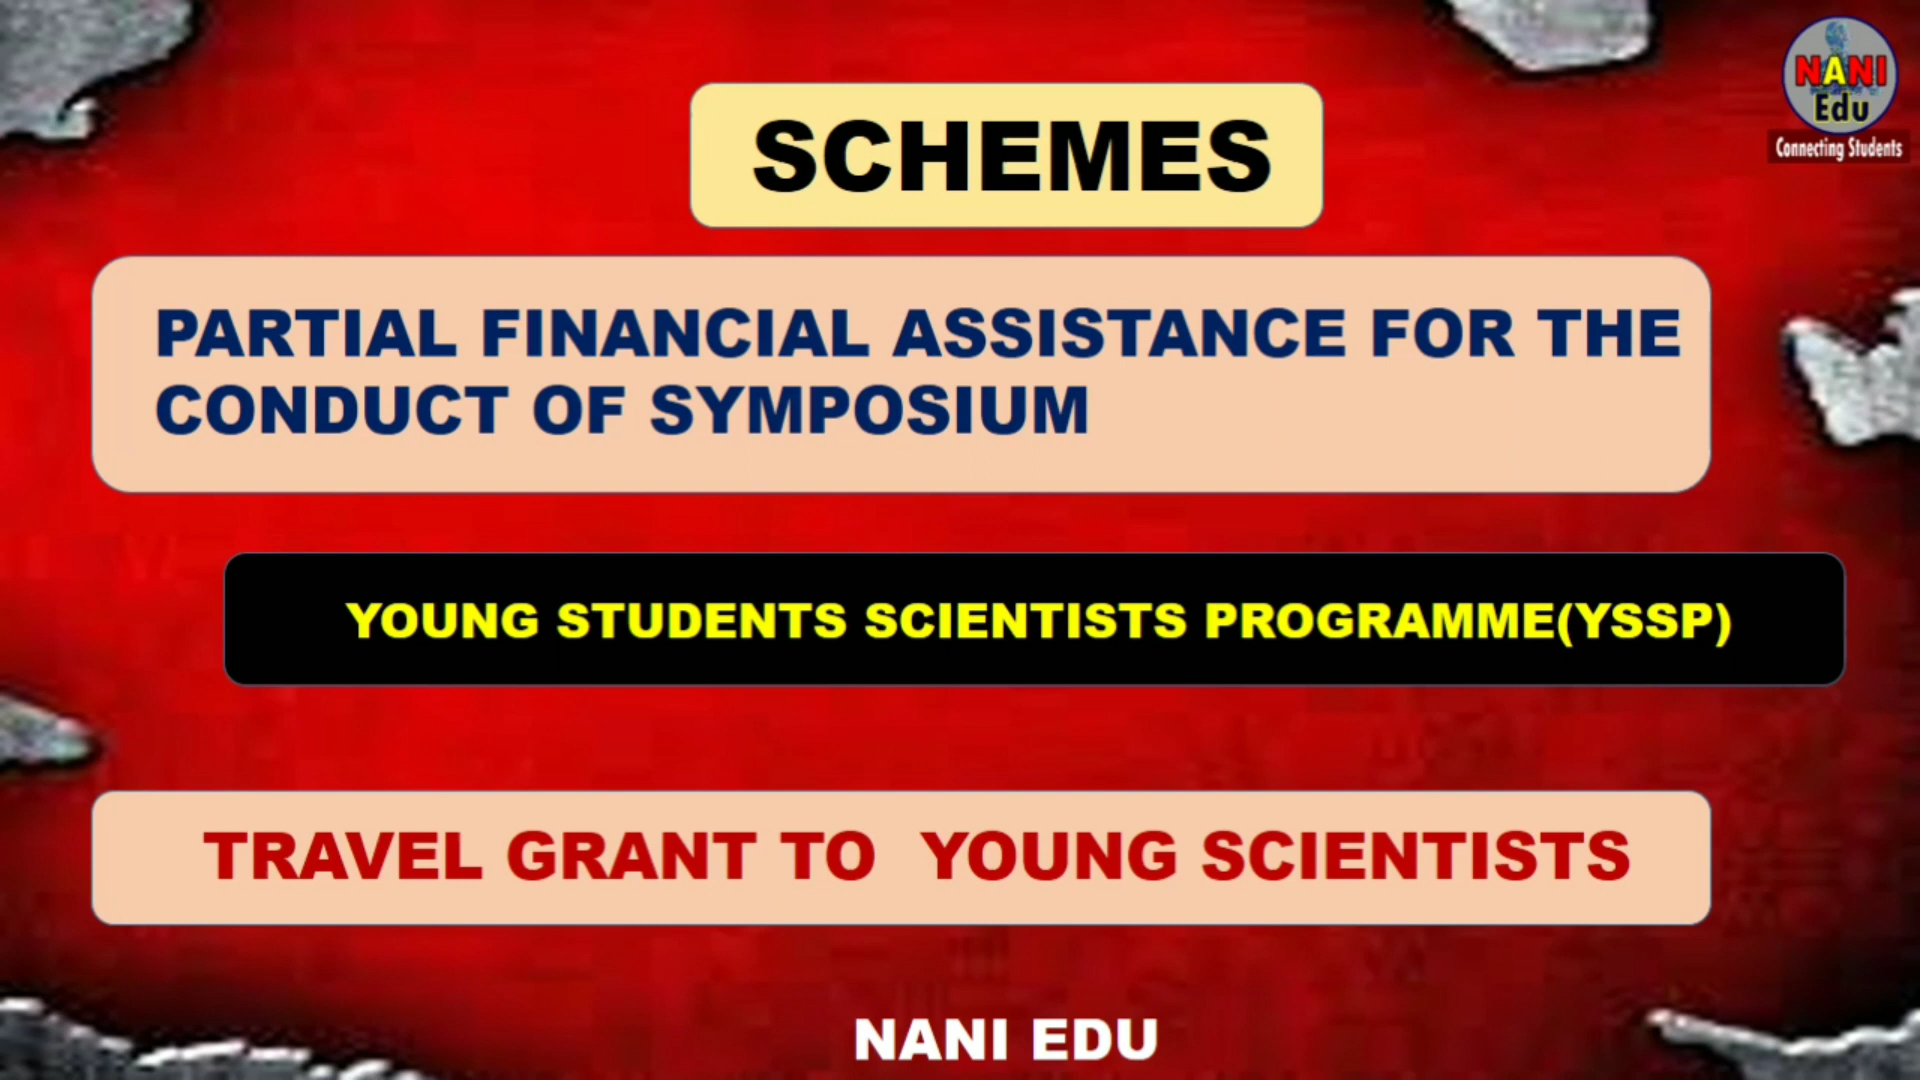 NANI
Edu
Connecting Students
SCHEMES
PARTIAL FINANCIAL ASSISTANCE FOR THE
CONDUCT OF SYMPOSIUM
YOUNG STUDENTS SCIENTISTS PROGRAMME(YSSP)
TRAVEL GRANT TO  YOUNG SCIENTISTS
NANI EDU